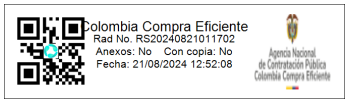 Colombia Compra Eficiente
Rad No. RS20240821011702
Anexos: No Con copia: No
Fecha: 21/08/2024 12:52:08
Agencia Nacional
de Contratación Pública
Colombia Compra Eficiente